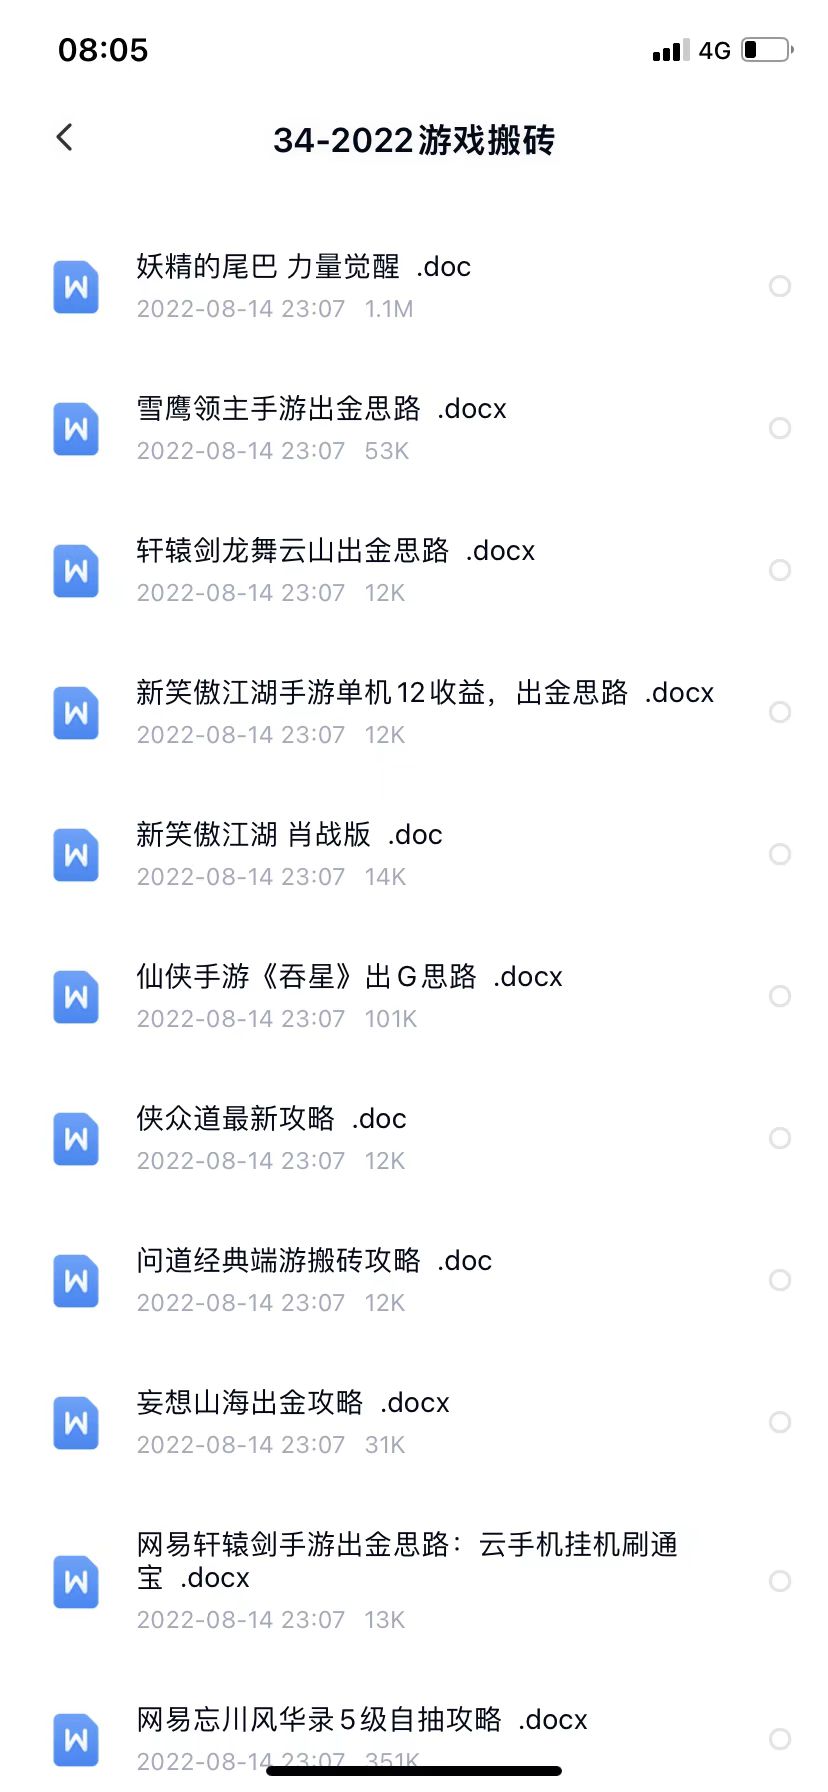 08:05 4G
34-2022游戏搬砖
妖精的尾巴 力量觉醒 .doc
2022-08-14 23:07 1.1M
雪鹰领主手游出金思路 .docx
2022-08-14 23:07 53K
轩辕剑龙舞云山出金思路 .docx
2022-08-14 23:07 12K
新笑傲江湖手游单机12收益，出金思路 .docx
2022-08-14 23:07 12K
新笑傲江湖 肖战版 .doc
2022-08-14 23:07 14K
仙侠手游《吞星》出G思路 .docx
2022-08-14 23:07 101K
侠众道最新攻略 .doc
2022-08-14 23:07 12K
问道经典端游搬砖攻略 .doc
2022-08-14 23:07 12K
妄想山海出金攻略 .docx
2022-08-14 23:07 31K
网易轩辕剑手游出金思路：云手机挂机刷通
宝 .docx
2022-08-14 23:07 13K
网易忘川风华录5级自抽攻略 .docx
2022-08-14 23:07 351K